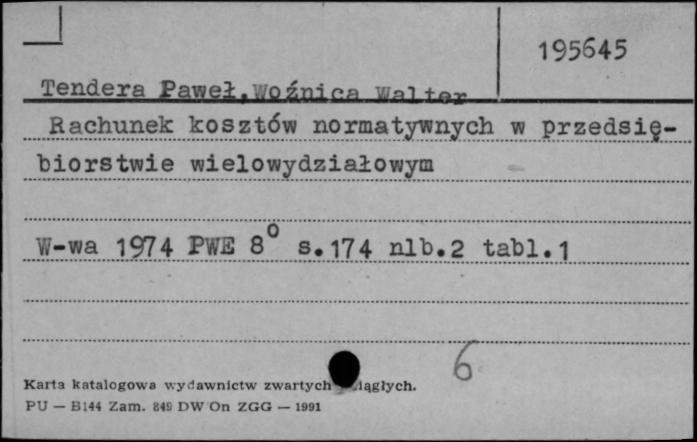 195645
Tendera Paweł, Woźnica Walter
Rachunek kosztów normatywnych w przedsię-
biorstwie wielowydziałowym
W-wa 1974 PWE 8° s.174 nlb.2 tabl.1
6
Karta katalogowa wydawnictw zwartych ciągłych.
PU — B144 Zam. 849 DW On ZGG — 1991